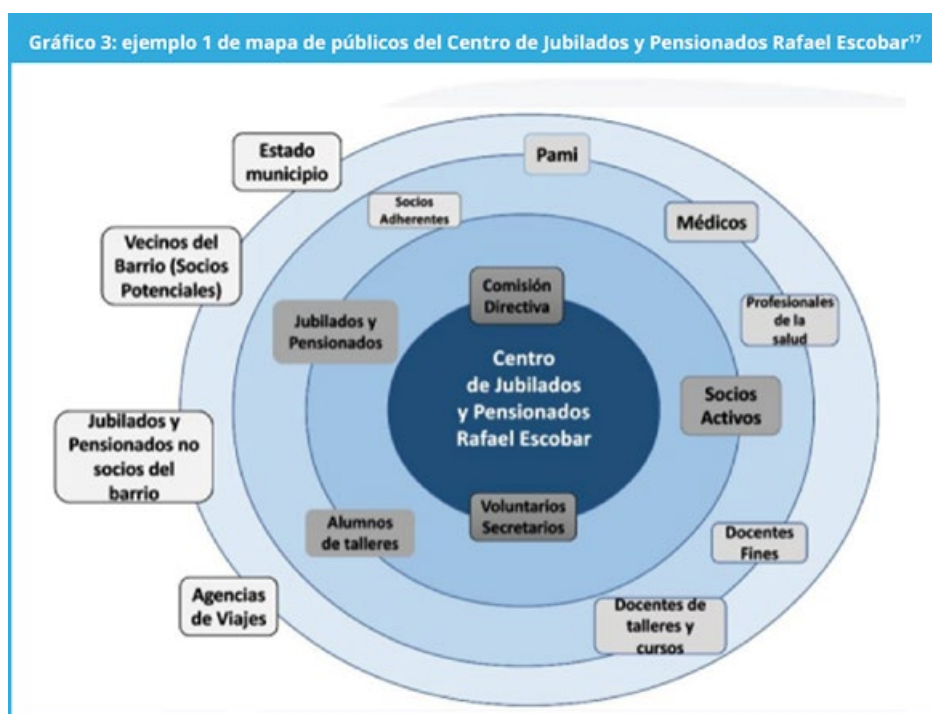 Gráfico 3: ejemplo 1 de mapa de públicos del Centro de Jubilados y Pensionados Rafael Escobar¹⁷
Estado
municipio
Pami
Socios
Adherentes
Médicos
Vecinos del
Barrio (Socios
Potenciales)
Comisión
Directiva
Jubilados y
Pensionados
Profesionales
de la
salud
Centro
de Jubilados
y Pensionados
Rafael Escobar
Socios
Activos
Jubilados y
Pensionados no
socios del
barrio
Voluntarios
Secretarios
Alumnos
de talleres
Docentes
Fines
Agencias
de Viajes
Docentes de
talleres y
cursos